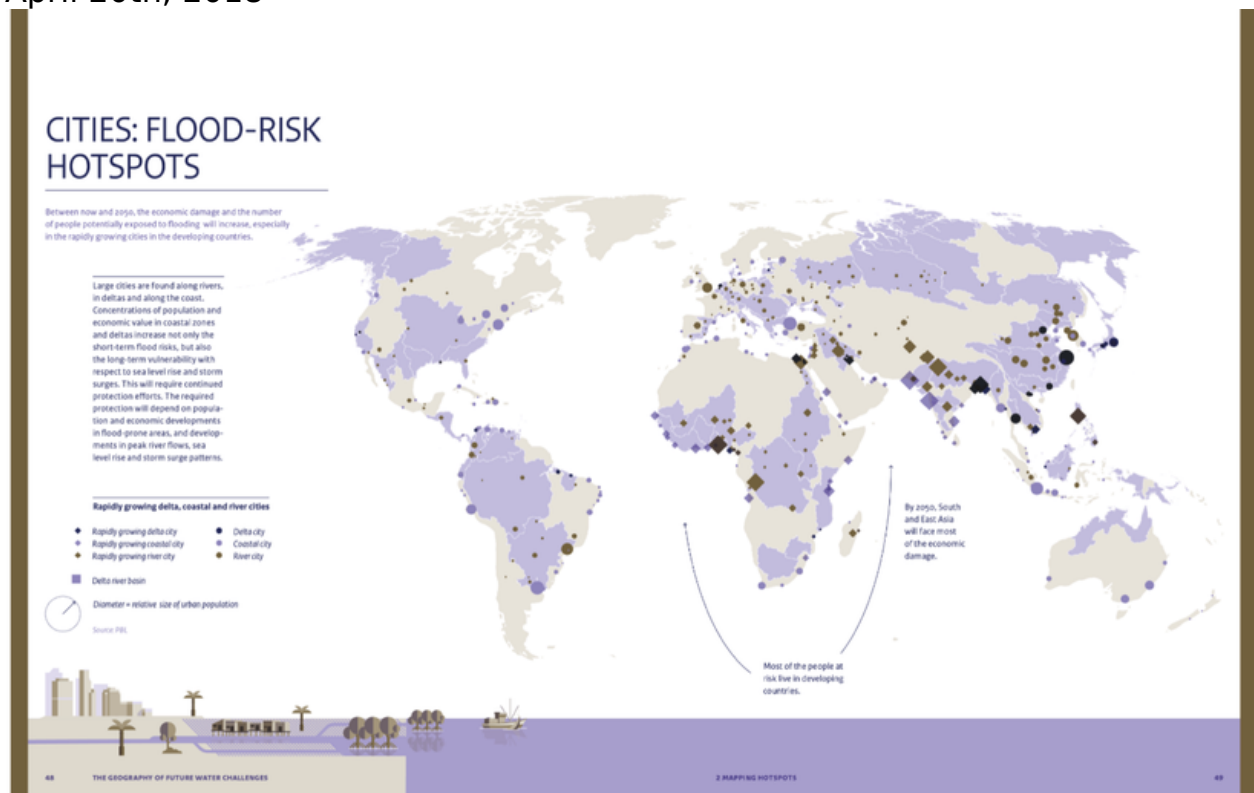 April 20th, 2018
CITIES: FLOOD-RISK
HOTSPOTS
Between now and 2050, the economic damage and the number
of people potentially exposed to flooding will increase, especially
in the rapidly growing cities in the developing countries.
Large cities are found along rivers,
in deltas and along the coast.
Concentrations of population and
economic value in coastal zones
and deltas increase not only the
short-term flood risks, but also
the long-term vulnerability with
respect to sea level rise and storm
surges. This will require continued
protection efforts. The required
protection will depend on popula-
tion and economic developments
in flood-prone areas, and develop-
ments in peak river flows, sea
level rise and storm surge patterns.
Rapidly growing delta, coastal and river cities
Rapidly growing delta city
Rapidly growing coastal city
Rapidly growing river city
Delta city
Coastal city
River city
Delta river basin
Diameter = relative size of urban population
Source: PBL
By 2050, South
and East Asia
will face most
of the economic
damage.
Most of the people at
risk live in developing
countries.
48 THE GEOGRAPHY OF FUTURE WATER CHALLENGES
2 MAPPING HOTSPOTS 49